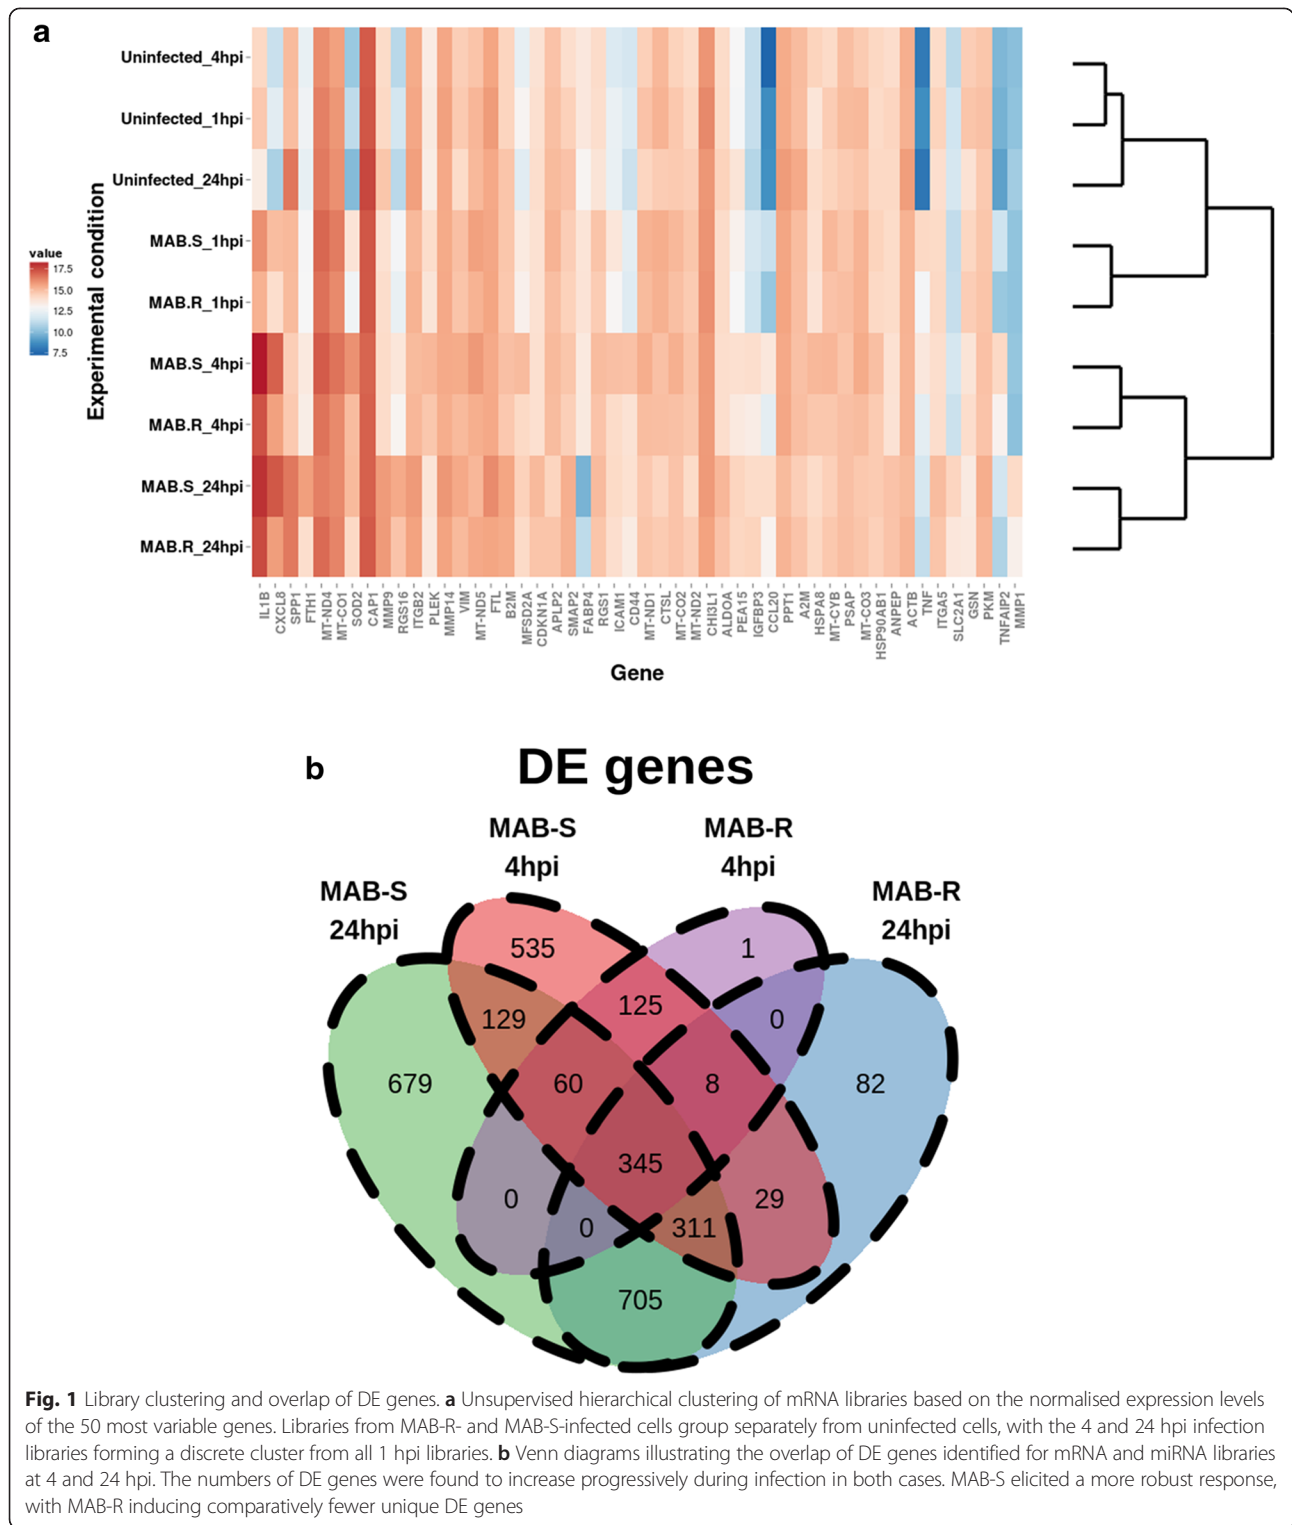 a
Uninfected_4hpi
Uninfected_1hpi
Uninfected_24hpi
MAB.S_1hpi
MAB.R_1hpi
MAB.S_4hpi
MAB.R_4hpi
MAB.S_24hpi
MAB.R_24hpi
Experimental condition
value
17.5
15.0
12.5
10.0
7.5
IL1B
CXCL8
SPP1
FTH1
MT-ND4
MT-CO1
SOD2
CAP1
MMP9
RGS16
ITGB2
PLEK
MMP14
VIM
MT-ND5
FTL
B2M
MFSD2A
CDKN1A
APLP2
SMAP2
FABP4
RGS1
ICAM1
CD44
MT-ND1
CTSL
MT-CO2
MT-ND2
CHI3L1
ALDOA
PEA15
IGFBP3
CCL20
PPT1
A2M
HSPA8
MT-CYB
PSAP
MT-CO3
HSP90AB1
ANPEP
ACTB
TNF
ITGA5
SLC2A1
GSN
PKM
TNFAIP2
MMP1
Gene
b
DE genes
MAB-S
4hpi
MAB-R
4hpi
MAB-S
24hpi
MAB-R
24hpi
535
1
129
125
0
679
60
8
82
345
0
29
0
311
705
Fig. 1 Library clustering and overlap of DE genes. a Unsupervised hierarchical clustering of mRNA libraries based on the normalised expression levels
of the 50 most variable genes. Libraries from MAB-R- and MAB-S-infected cells group separately from uninfected cells, with the 4 and 24 hpi infection
libraries forming a discrete cluster from all 1 hpi libraries. b Venn diagrams illustrating the overlap of DE genes identified for mRNA and miRNA libraries
at 4 and 24 hpi. The numbers of DE genes were found to increase progressively during infection in both cases. MAB-S elicited a more robust response,
with MAB-R inducing comparatively fewer unique DE genes